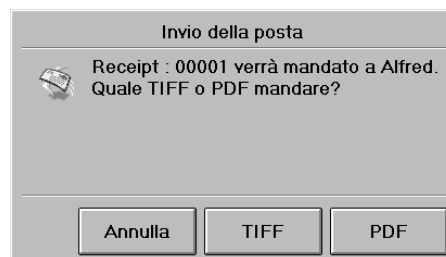 Invio della posta
Receipt : 00001 verrà mandato a Alfred.
Quale TIFF o PDF mandare?
Annulla
TIFF
PDF